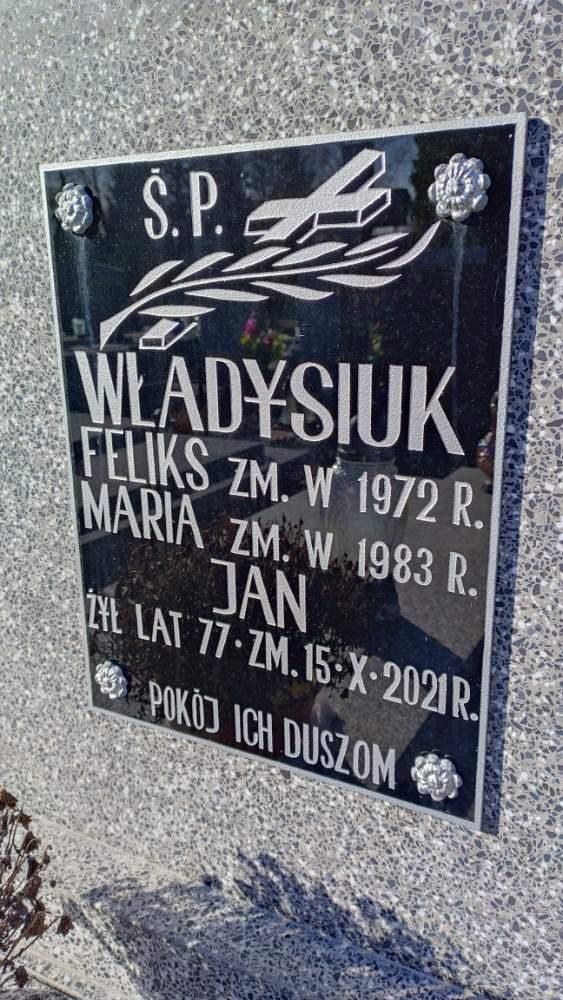 Ś. P.
WŁADYSIUK
FELIKS ZM. W 1972 R.
MARIA ZM. W 1983 R.
JAN
ŻYŁ LAT 77 · ZM. 15 · X · 2021 R.
POKÓJ ICH DUSZOM